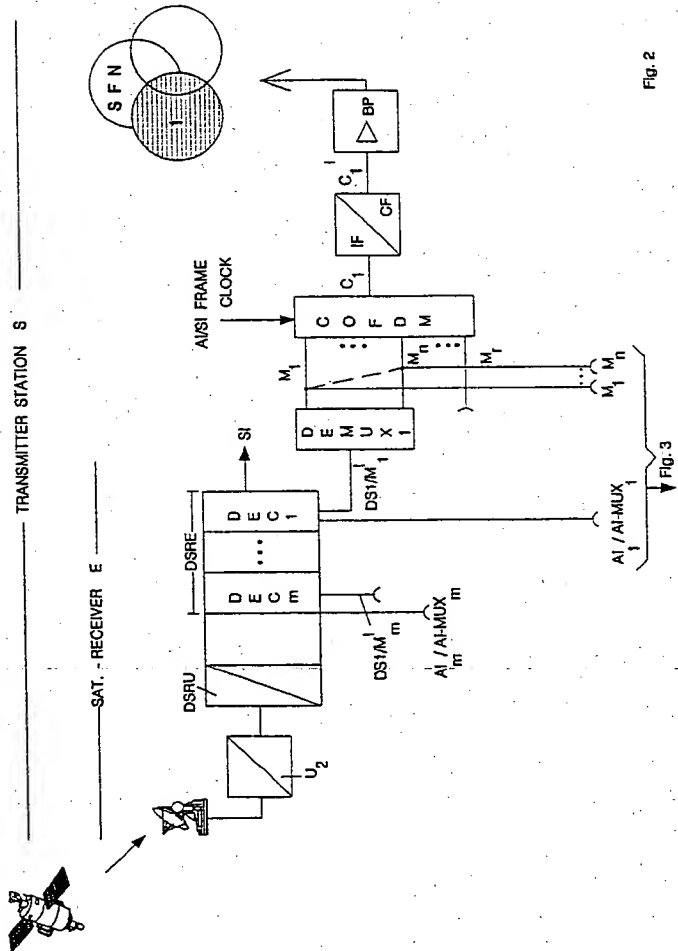 TRANSMITTER STATION S
SAT. - RECEIVER E
U2
DSRU
DSRE
DEC m
•••
DEC 1
SI
DS1/M'm
AI / AI-MUX m
DS1/M'1
AI / AI-MUX 1
DEMUX 1
M1
Mn
Mr
M1
Mn
AI/SI FRAME
CLOCK
COFDM
C1
IF
CF
C1'
BP
SFN
1
Fig. 3
Fig. 2